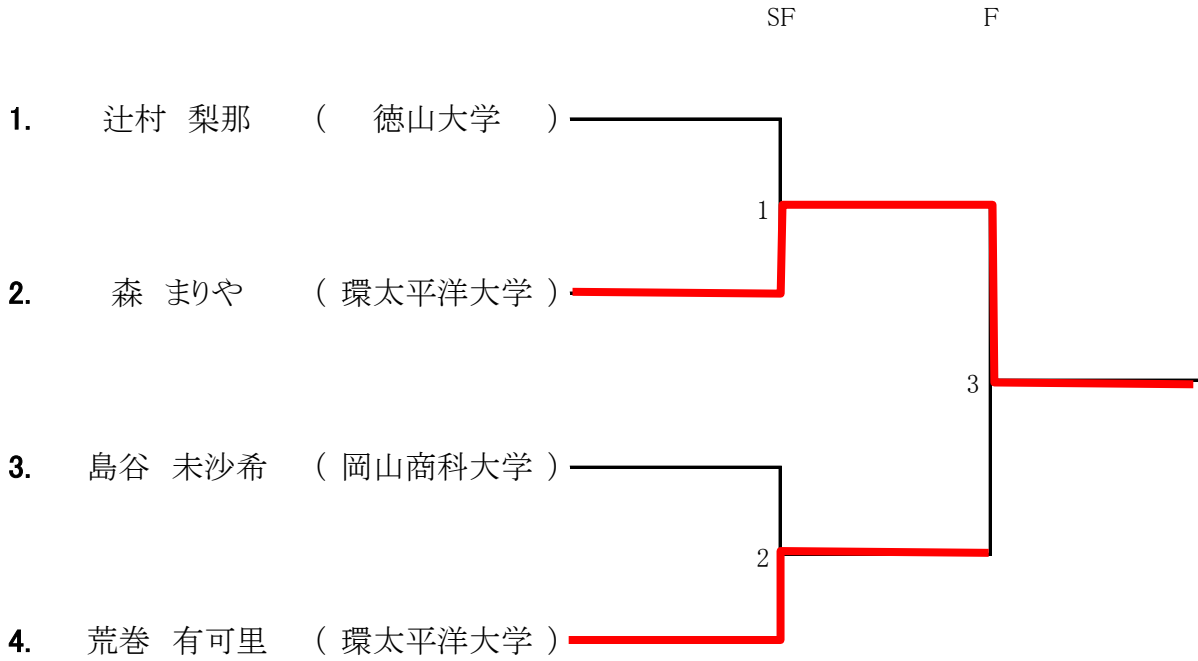 SF F
1. 辻村 梨那 ( 徳山大学 )
1
2. 森 まりや ( 環太平洋大学 )
3
3. 島谷 未沙希 ( 岡山商科大学 )
2
4. 荒巻 有可里 ( 環太平洋大学 )